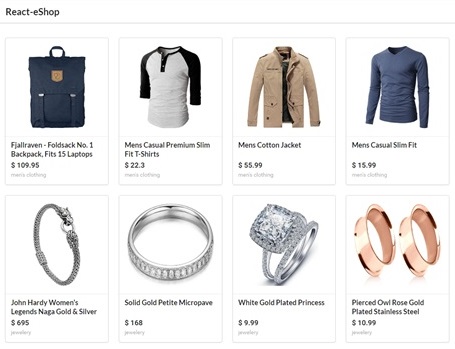 React-eShop
Fjallraven - Foldsack No. 1
Backpack, Fits 15 Laptops
$ 109.95
men's clothing
Mens Casual Premium Slim
Fit T-Shirts
$ 22.3
men's clothing
Mens Cotton Jacket
$ 55.99
men's clothing
Mens Casual Slim Fit
$ 15.99
men's clothing
John Hardy Women's
Legends Naga Gold & Silver
$ 695
jewelery
Solid Gold Petite Micropave
$ 168
jewelery
White Gold Plated Princess
$ 9.99
jewelery
Pierced Owl Rose Gold
Plated Stainless Steel
$ 10.99
jewelery